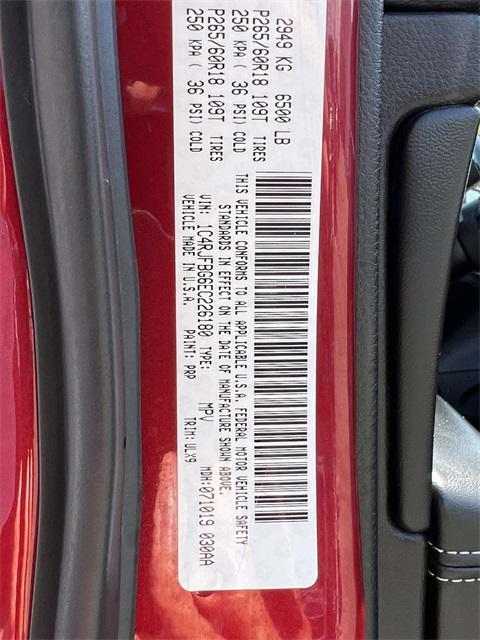 2949 KG 6500 LB
P265/60R18 109T TIRES
250 KPA ( 36 PSI) COLD
P265/60R18 109T TIRES
250 KPA ( 36 PSI) COLD
THIS VEHICLE CONFORMS TO ALL APPLICABLE U.S.A. FEDERAL MOTOR VEHICLE SAFETY
STANDARDS IN EFFECT ON THE DATE OF MANUFACTURE SHOWN ABOVE.
VIN: 1C4RJFBG6EC226180 TYPE: MPV MDH:071019 030AA
VEHICLE MADE IN U.S.A. PAINT: PRP TRIM:ULX9